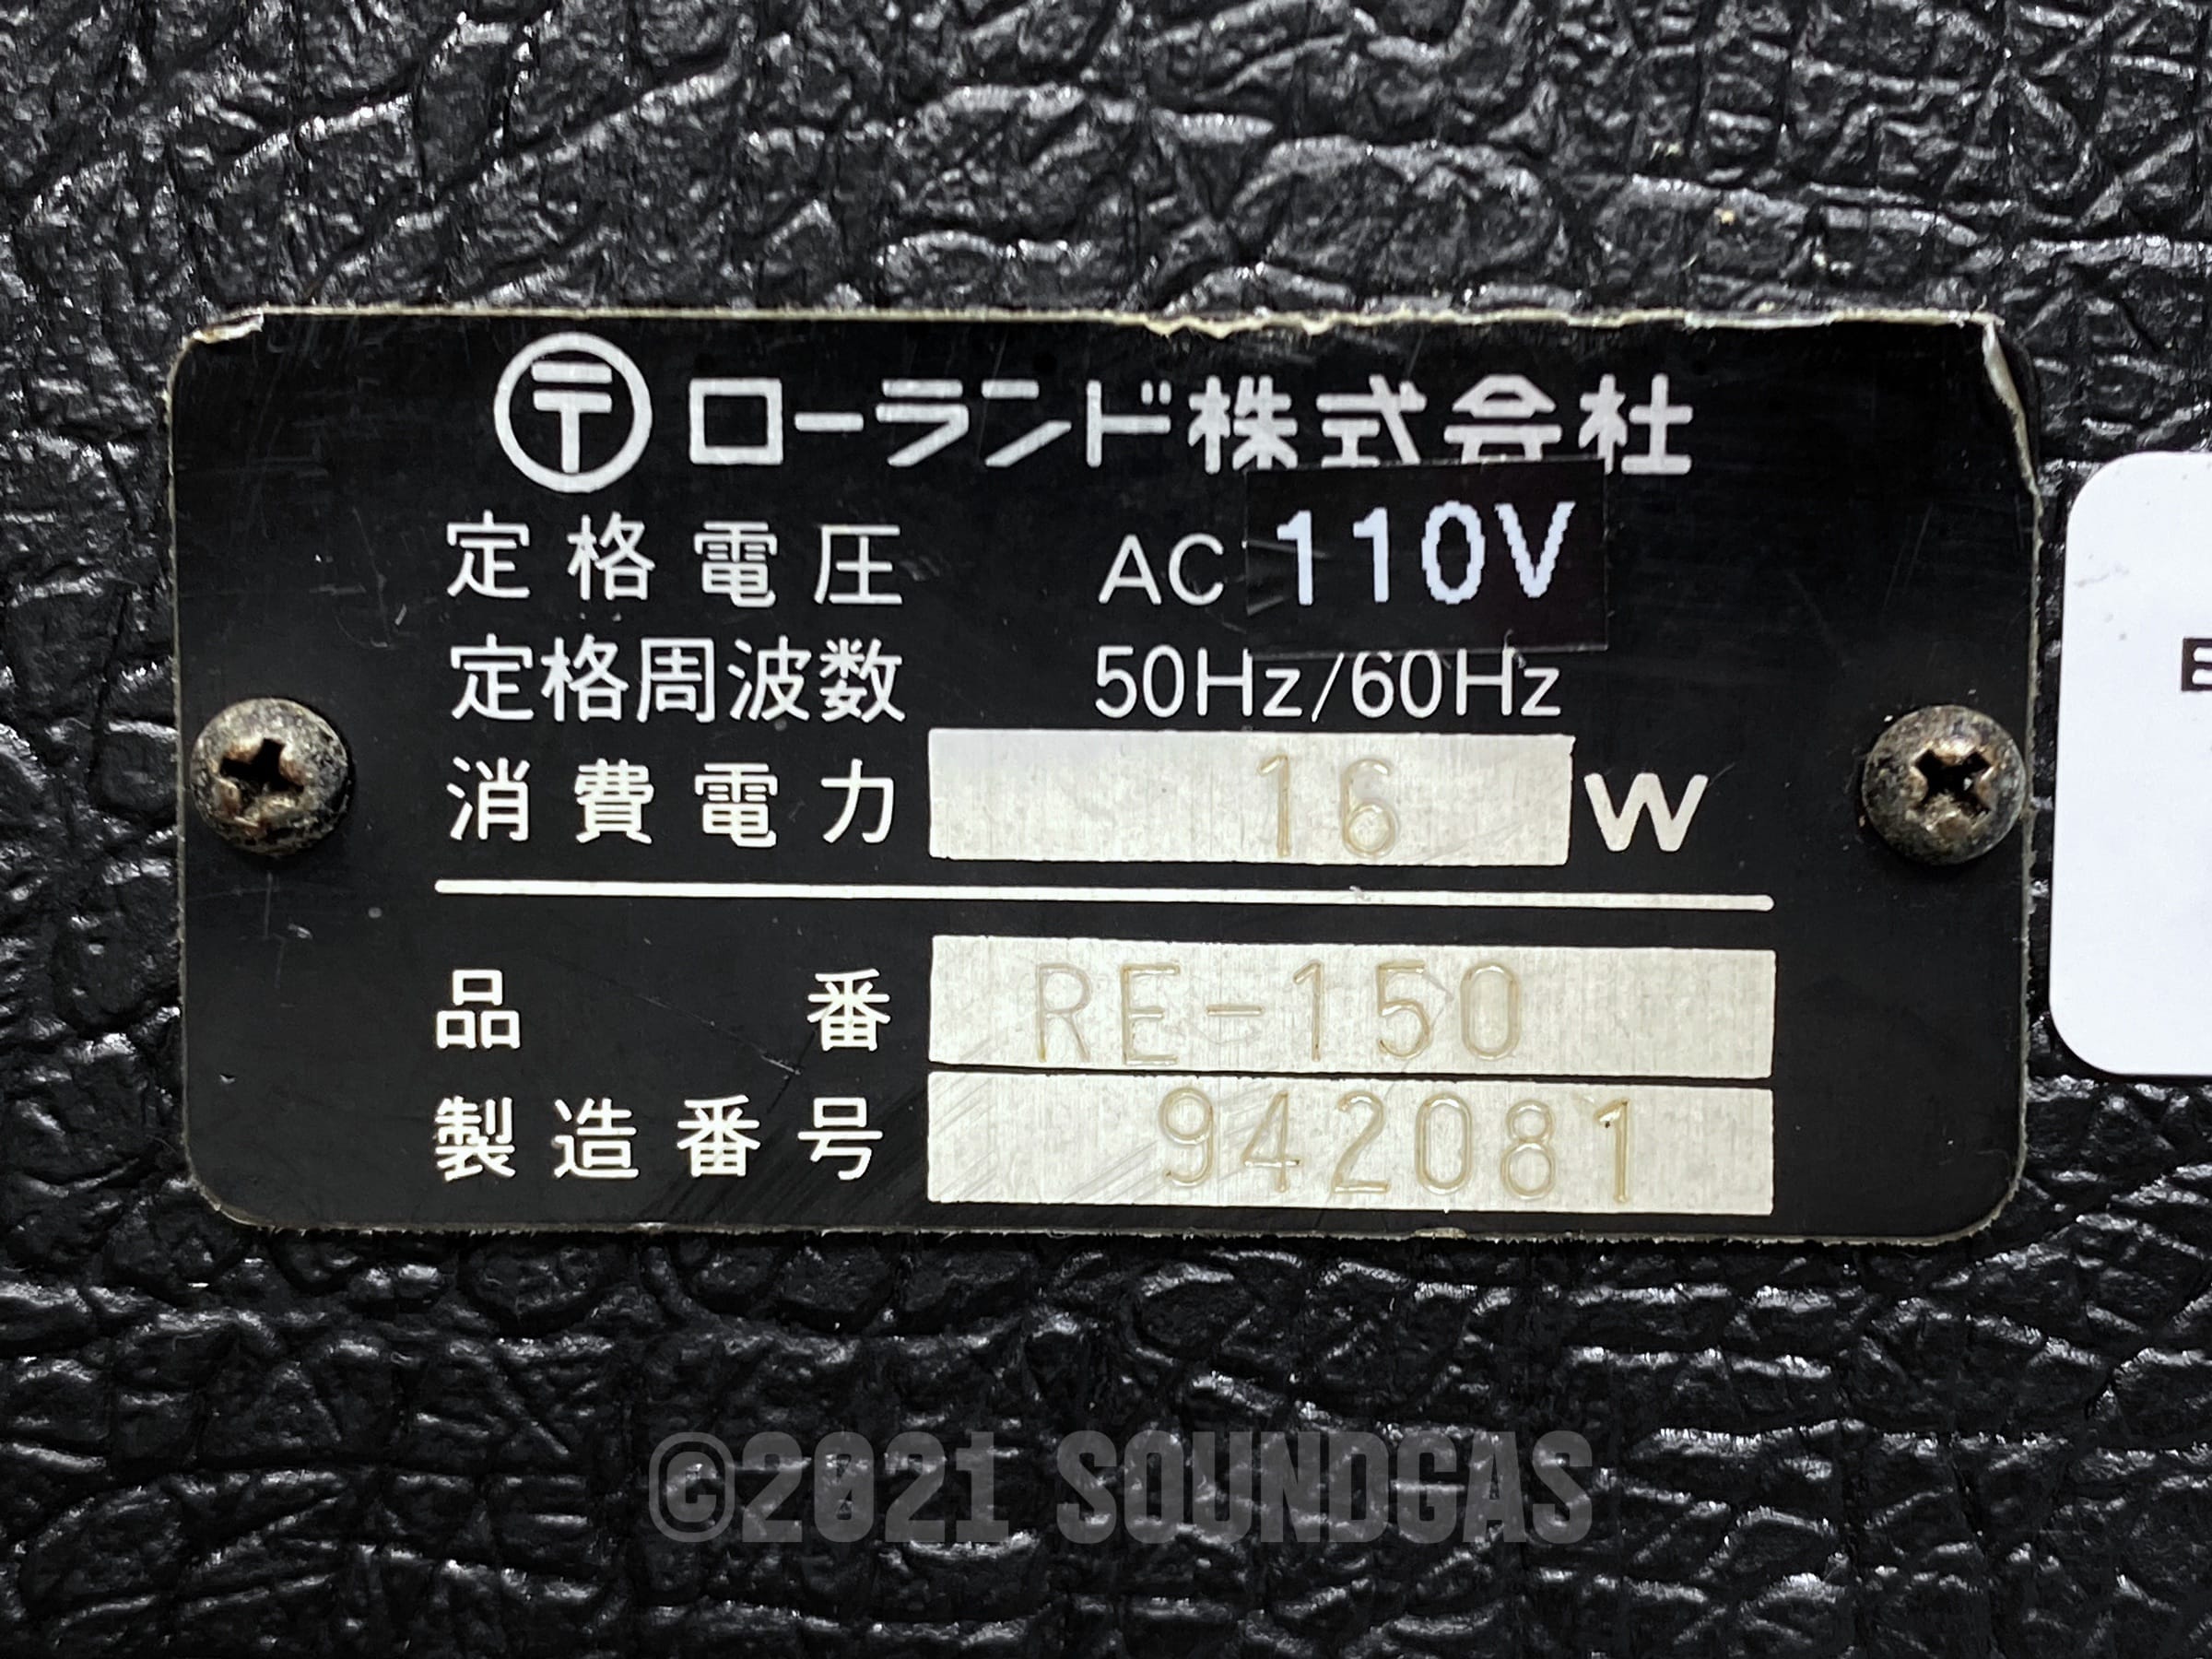 〶 ローランド株式会社
定格電圧 AC 110V
定格周波数 50Hz/60Hz
消費電力 16 W
品番 RE-150
製造番号 942081
©2021 SOUNDGAS